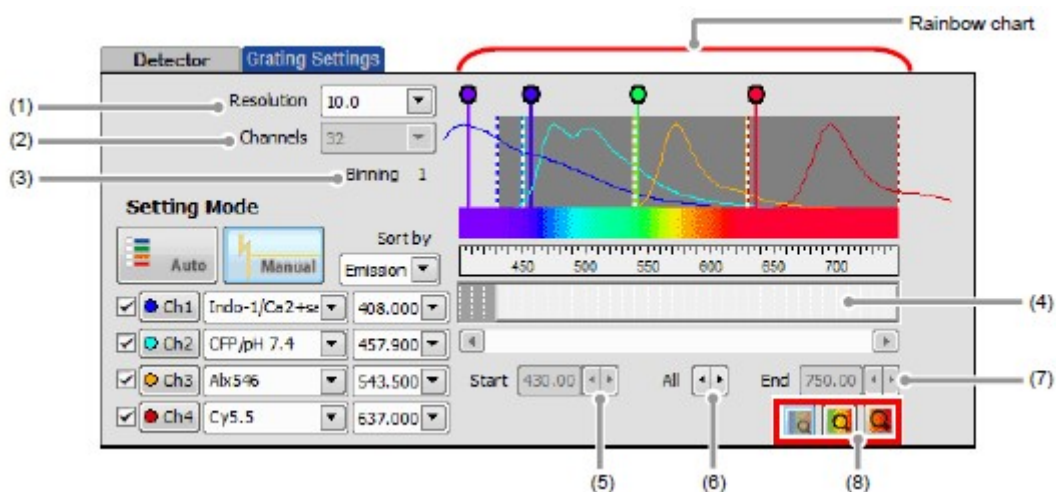 Rainbow chart
Detector Grating Settings
(1) Resolution 10.0
(2) Channels 32
(3) Binning 1
Setting Mode
Auto Manual
Sort by
Emission
450 500 550 600 650 700
Ch1 Indo-1/Ca2+sa 408.000
(4)
Ch2 CFP/pH 7.4 457.900
Ch3 Alx546 543.500
Start 430.00 All End 750.00 (7)
Ch4 Cy5.5 637.000
(5) (6) (8)